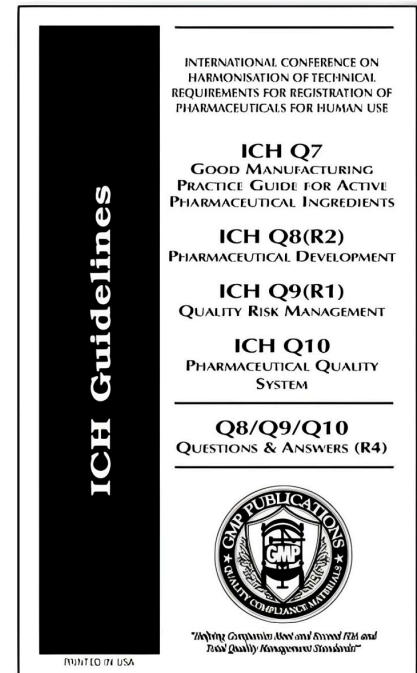 INTERNATIONAL CONFERENCE ON
HARMONISATION OF TECHNICAL
REQUIREMENTS FOR REGISTRATION OF
PHARMACEUTICALS FOR HUMAN USE
ICH Q7
GOOD MANUFACTURING
PRACTICE GUIDE FOR ACTIVE
PHARMACEUTICAL INGREDIENTS
ICH Q8(R2)
PHARMACEUTICAL DEVELOPMENT
ICH Q9(R1)
QUALITY RISK MANAGEMENT
ICH Q10
PHARMACEUTICAL QUALITY
SYSTEM
Q8/Q9/Q10
QUESTIONS & ANSWERS (R4)
ICH Guidelines
GMP PUBLICATIONS
GMP
QUALITY COMPLIANCE MATERIALS
"Helping Companies Meet and Exceed FDA and
Total Quality Management Standards"
PRINTED IN USA